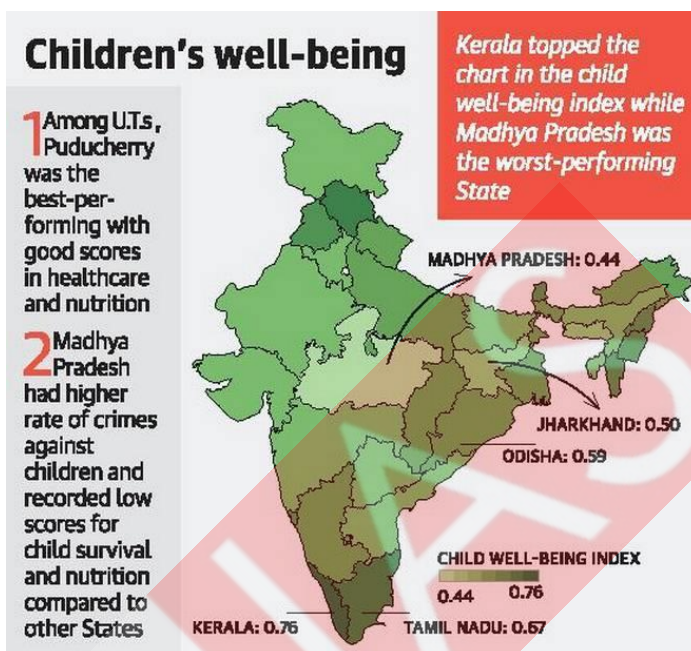 Children's well-being
Kerala topped the
chart in the child
well-being index while
Madhya Pradesh was
the worst-performing
State
1 Among U.T.s,
Puducherry
was the
best-per-
forming with
good scores
in healthcare
and nutrition
2 Madhya
Pradesh
had higher
rate of crimes
against
children and
recorded low
scores for
child survival
and nutrition
compared to
other States
MADHYA PRADESH: 0.44
JHARKHAND: 0.50
ODISHA: 0.59
CHILD WELL-BEING INDEX
0.44 0.76
KERALA: 0.76 TAMIL NADU: 0.67
IAS